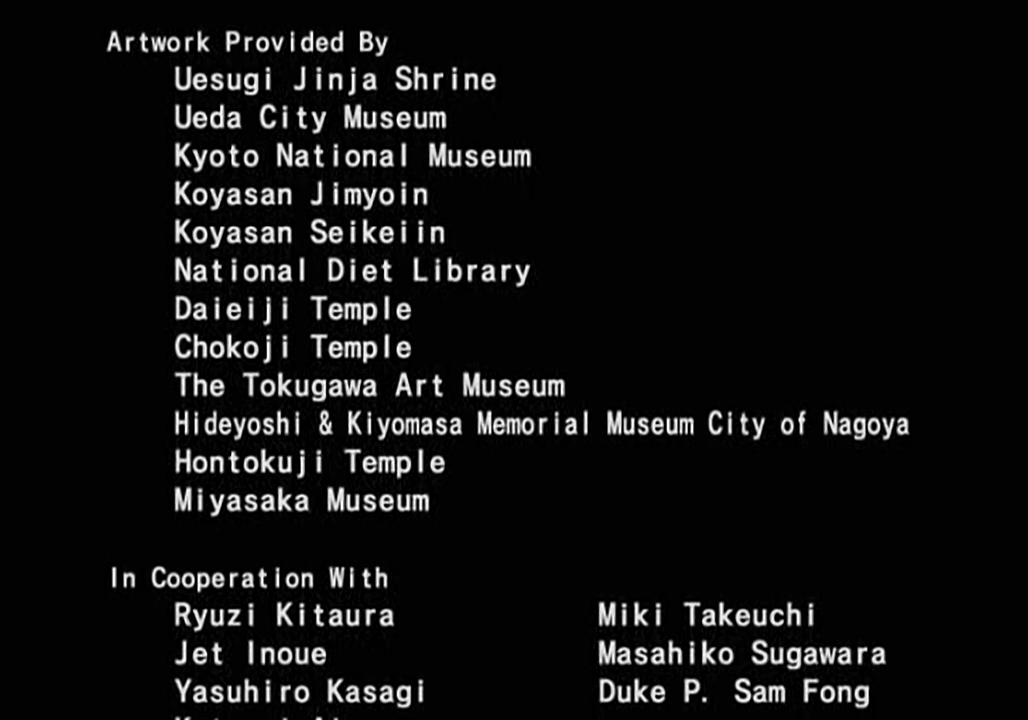 Artwork Provided By
Uesugi Jinja Shrine
Ueda City Museum
Kyoto National Museum
Koyasan Jimyoin
Koyasan Seikeiin
National Diet Library
Daieiji Temple
Chokoji Temple
The Tokugawa Art Museum
Hideyoshi & Kiyomasa Memorial Museum City of Nagoya
Hontokuji Temple
Miyasaka Museum
In Cooperation With
Ryuzi Kitaura Miki Takeuchi
Jet Inoue Masahiko Sugawara
Yasuhiro Kasagi Duke P. Sam Fong